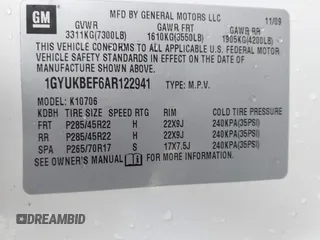 GM
MFD BY GENERAL MOTORS LLC 11/09
GVWR GAWR FRT GAWR RR
3311KG(7300LB) 1610KG(3550LB) 1905KG(4200LB)
THIS VEHICLE CONFORMS TO ALL APPLICABLE U.S. FEDERAL
MOTOR VEHICLE SAFETY AND THEFT PREVENTION STANDARDS
IN EFFECT ON THE DATE OF MANUFACTURE SHOWN ABOVE.
1GYUKBEF6AR122941 TYPE: M.P.V.
MODEL: K10706
KDBH TIRE SIZE SPEED RTG RIM COLD TIRE PRESSURE
FRT P285/45R22 H 22X9J 240KPA(35PSI)
RR P285/45R22 H 22X9J 240KPA(35PSI)
SPA P265/70R17 S 17X7.5J 240KPA(35PSI)
SEE OWNER'S MANUAL FOR MORE INFORMATION.
DREAMBID